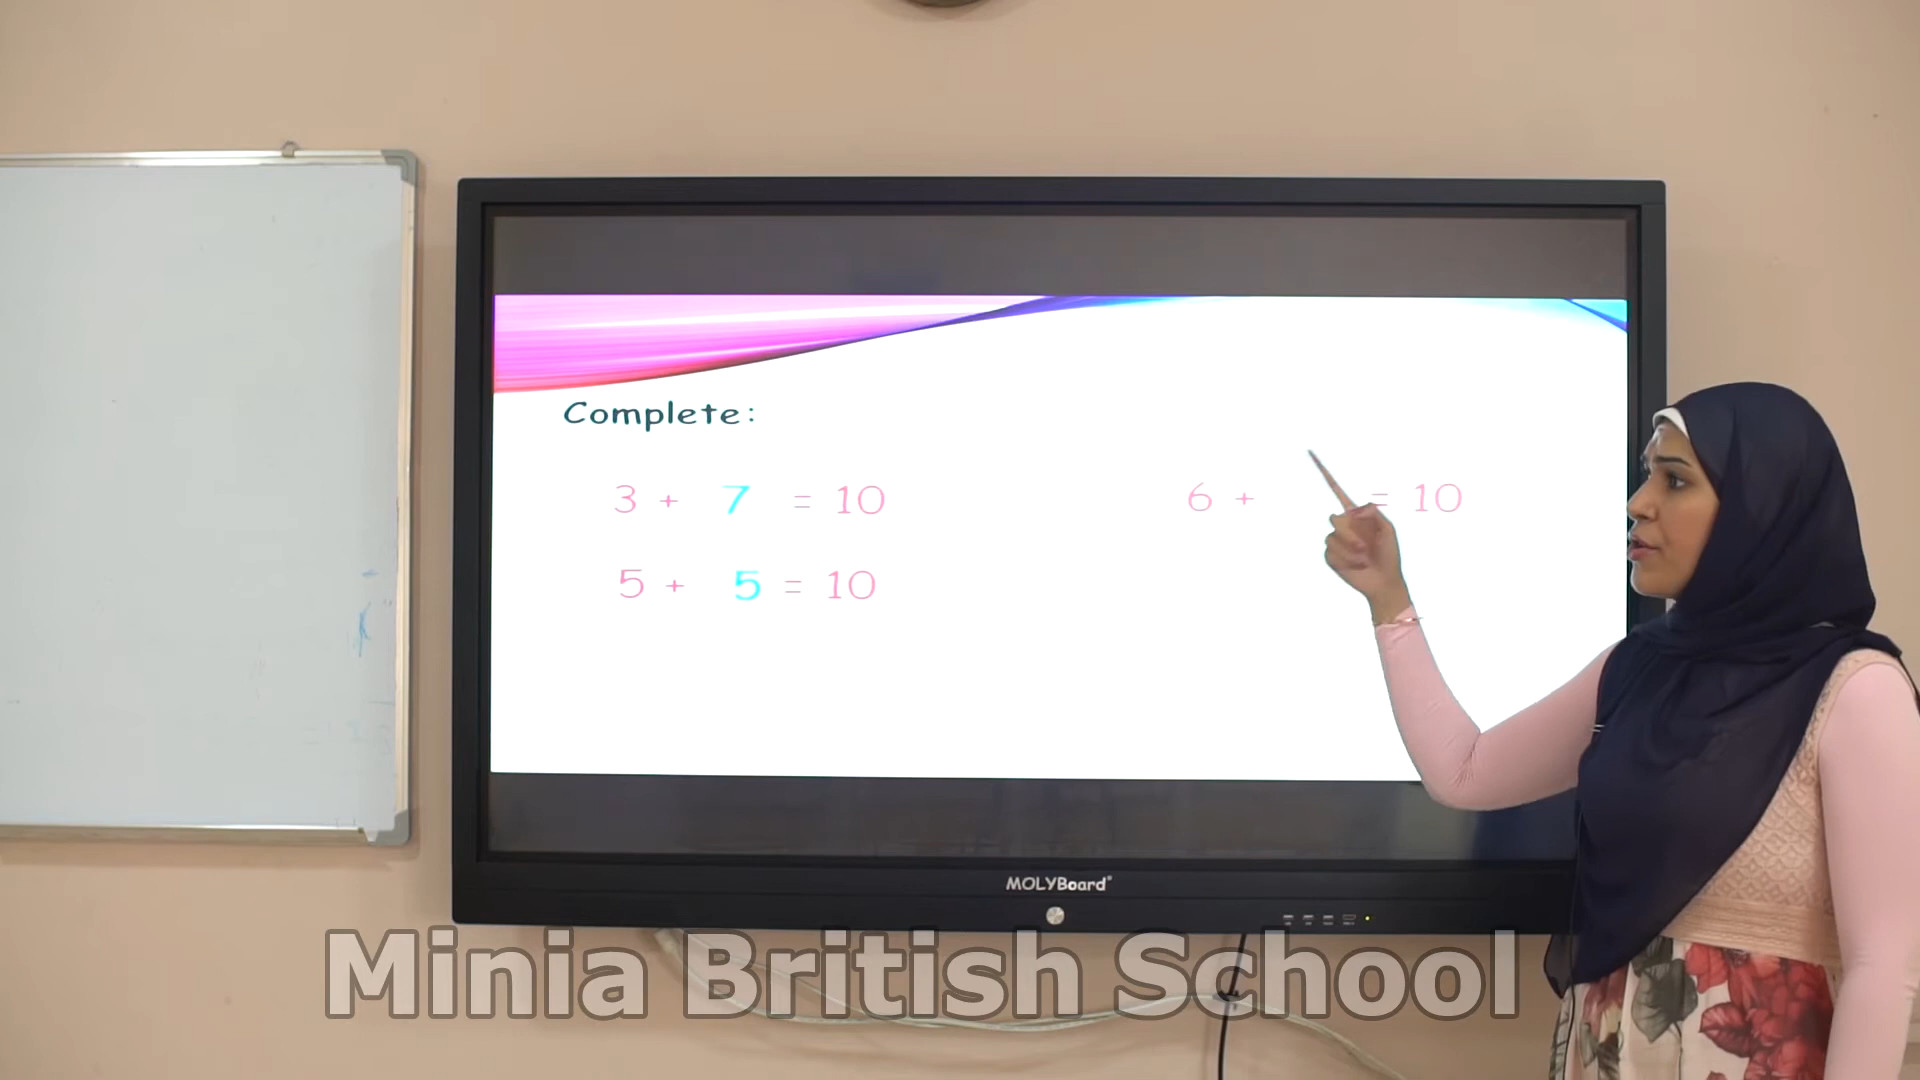 Complete:
3 + 7 = 10
6 + = 10
5 + 5 = 10
MOLYBoard®
Minia British School